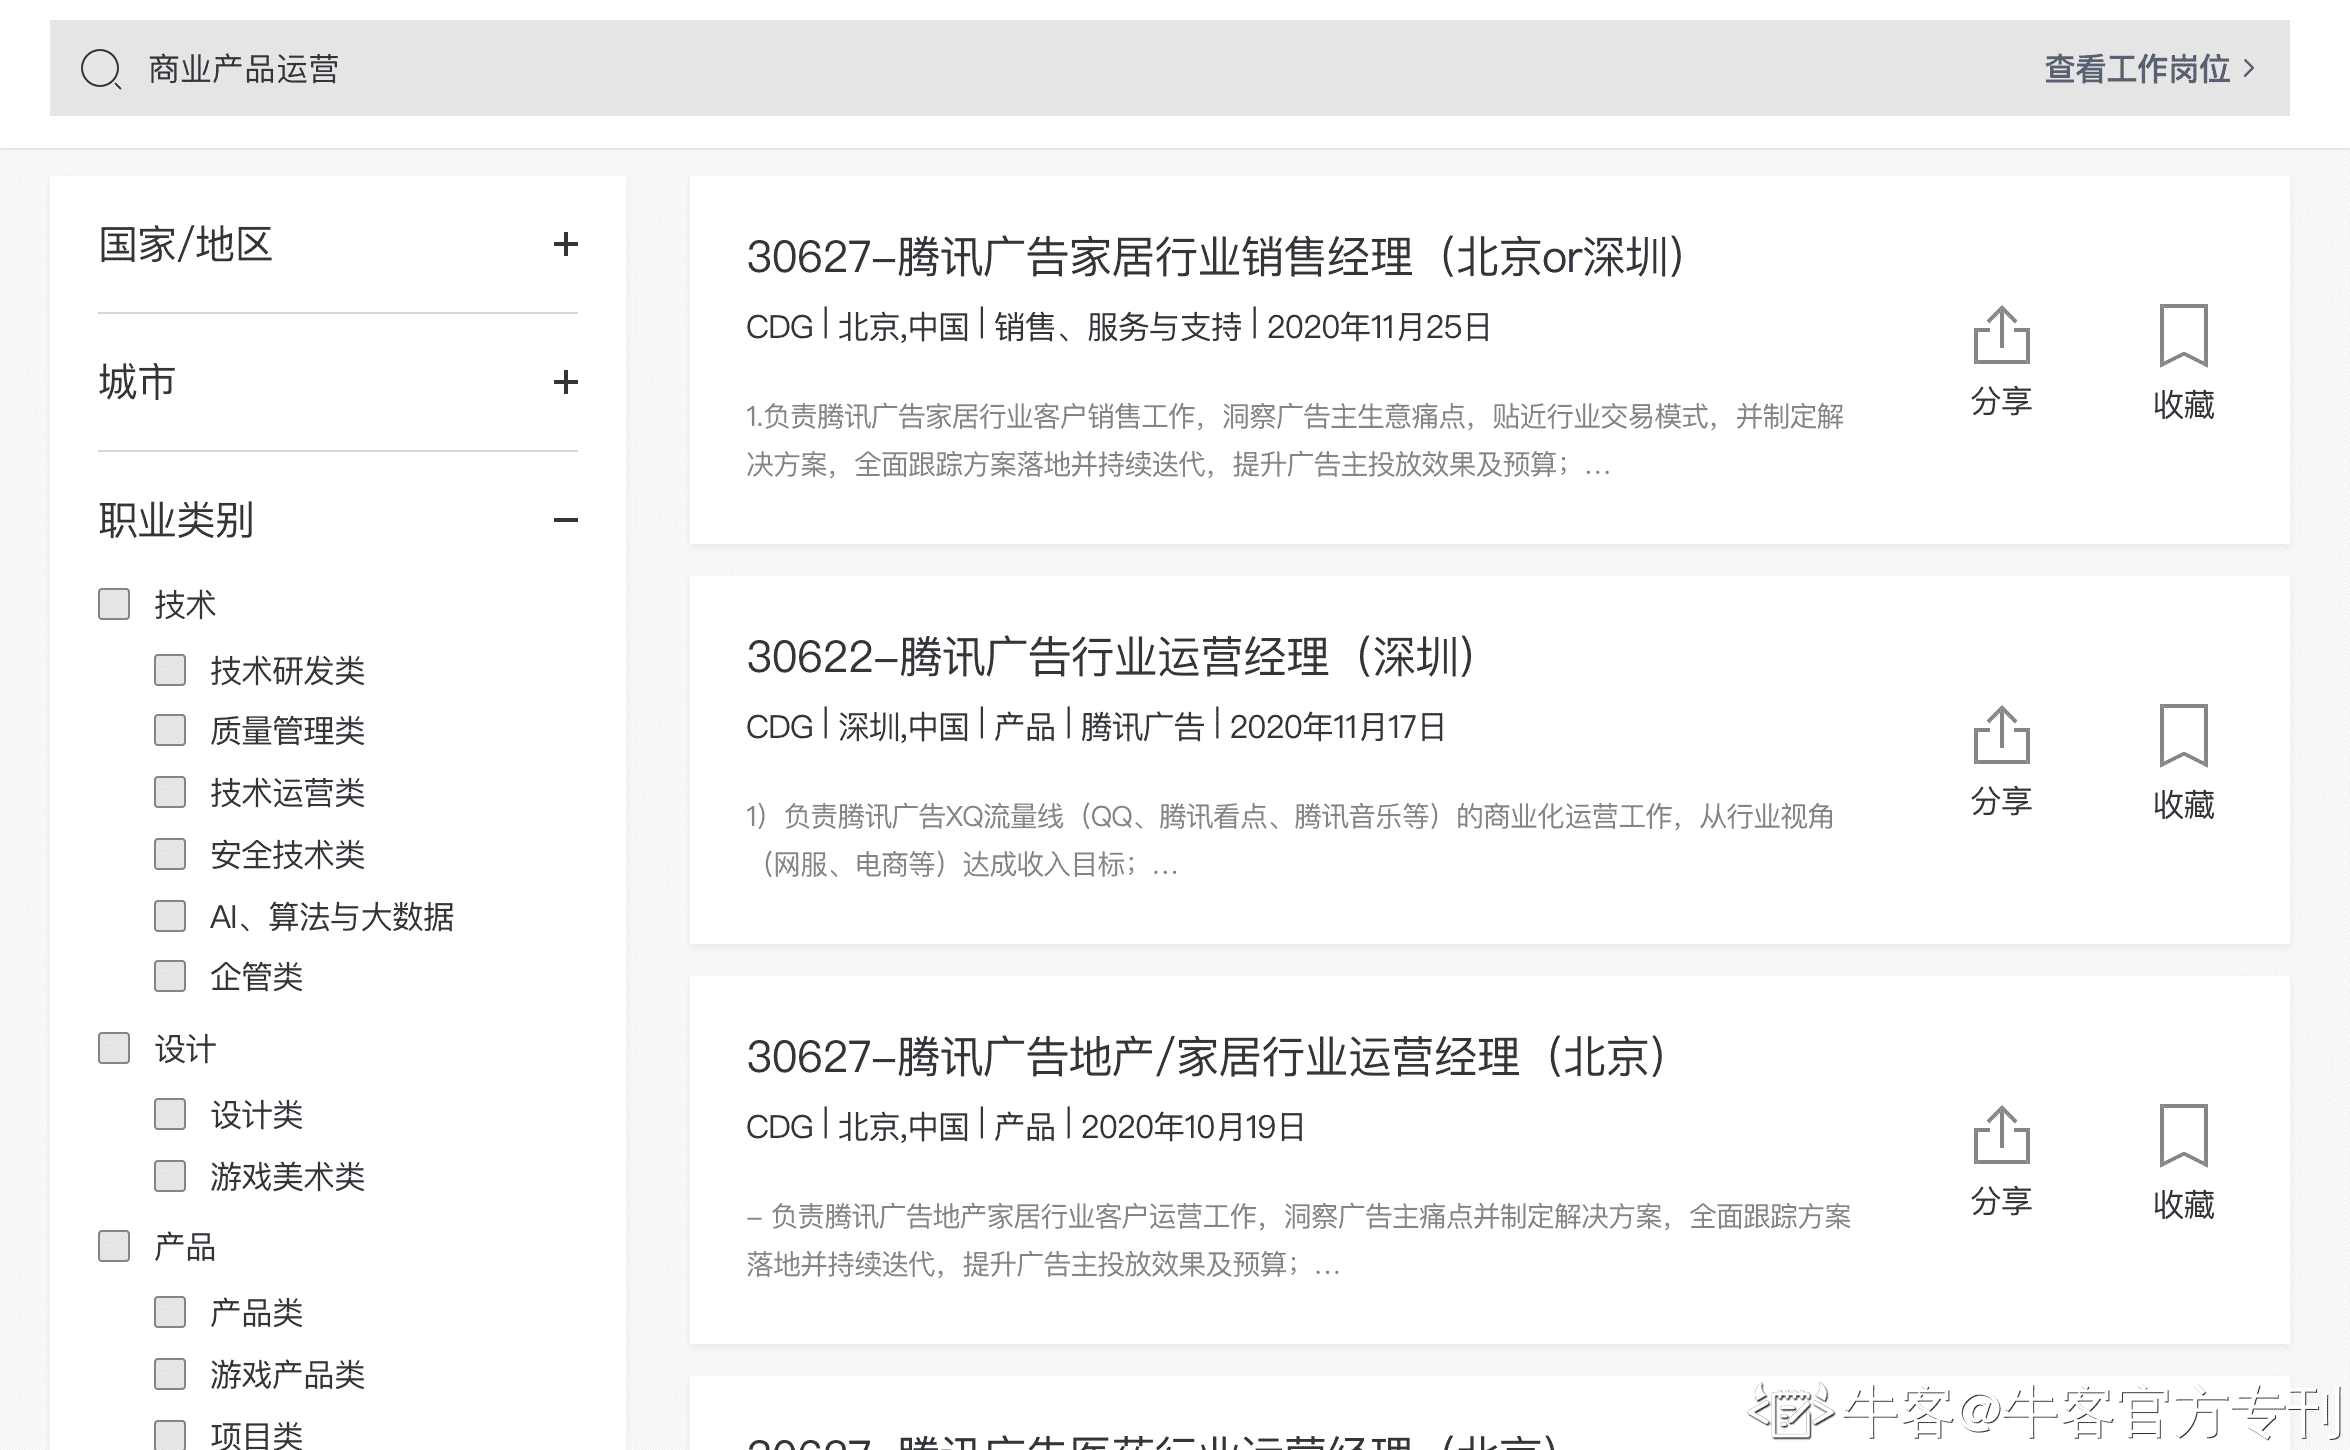 商业产品运营
查看工作岗位
国家/地区
城市
职业类别
技术
技术研发类
质量管理类
技术运营类
安全技术类
AI、算法与大数据
企管类
设计
设计类
游戏美术类
产品
产品类
游戏产品类
项目类
30627-腾讯广告家居行业销售经理（北京or深圳）
CDG | 北京,中国 | 销售、服务与支持 | 2020年11月25日
1.负责腾讯广告家居行业客户销售工作，洞察广告主生意痛点，贴近行业交易模式，并制定解
决方案，全面跟踪方案落地并持续迭代，提升广告主投放效果及预算；...
分享
收藏
30622-腾讯广告行业运营经理（深圳）
CDG | 深圳,中国 | 产品 | 腾讯广告 | 2020年11月17日
1）负责腾讯广告XQ流量线（QQ、腾讯看点、腾讯音乐等）的商业化运营工作，从行业视角
（网服、电商等）达成收入目标；...
分享
收藏
30627-腾讯广告地产/家居行业运营经理（北京）
CDG | 北京,中国 | 产品 | 2020年10月19日
- 负责腾讯广告地产家居行业客户运营工作，洞察广告主痛点并制定解决方案，全面跟踪方案
落地并持续迭代，提升广告主投放效果及预算；...
分享
收藏
30627-腾讯广告医药行业运营经理（北京）
牛客@牛客官方专刊